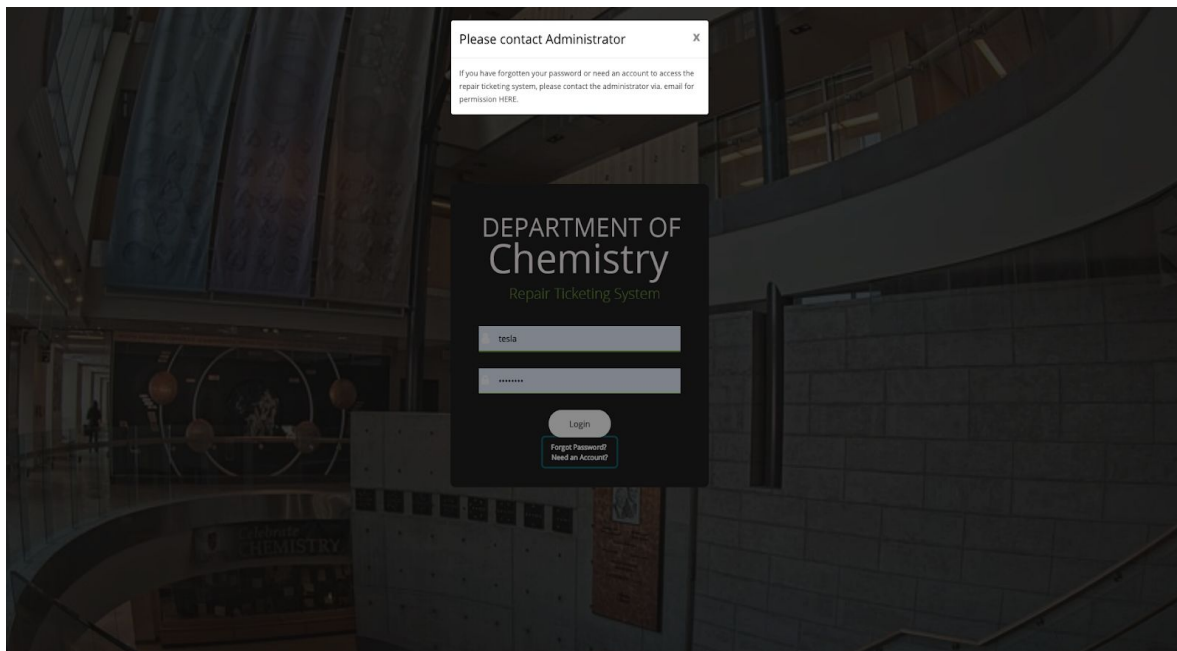 Please contact Administrator X
If you have forgotten your password or need an account to access the
repair ticketing system, please contact the administrator via. email for
permission HERE.
DEPARTMENT OF
Chemistry
Repair Ticketing System
tesla
••••••••
Login
Forgot Password?
Need an Account?
Celebrate
CHEMISTRY